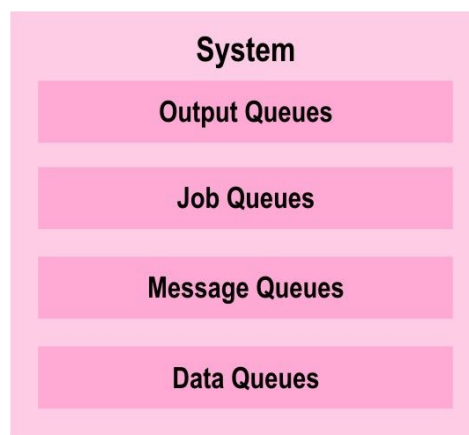 System
Output Queues
Job Queues
Message Queues
Data Queues